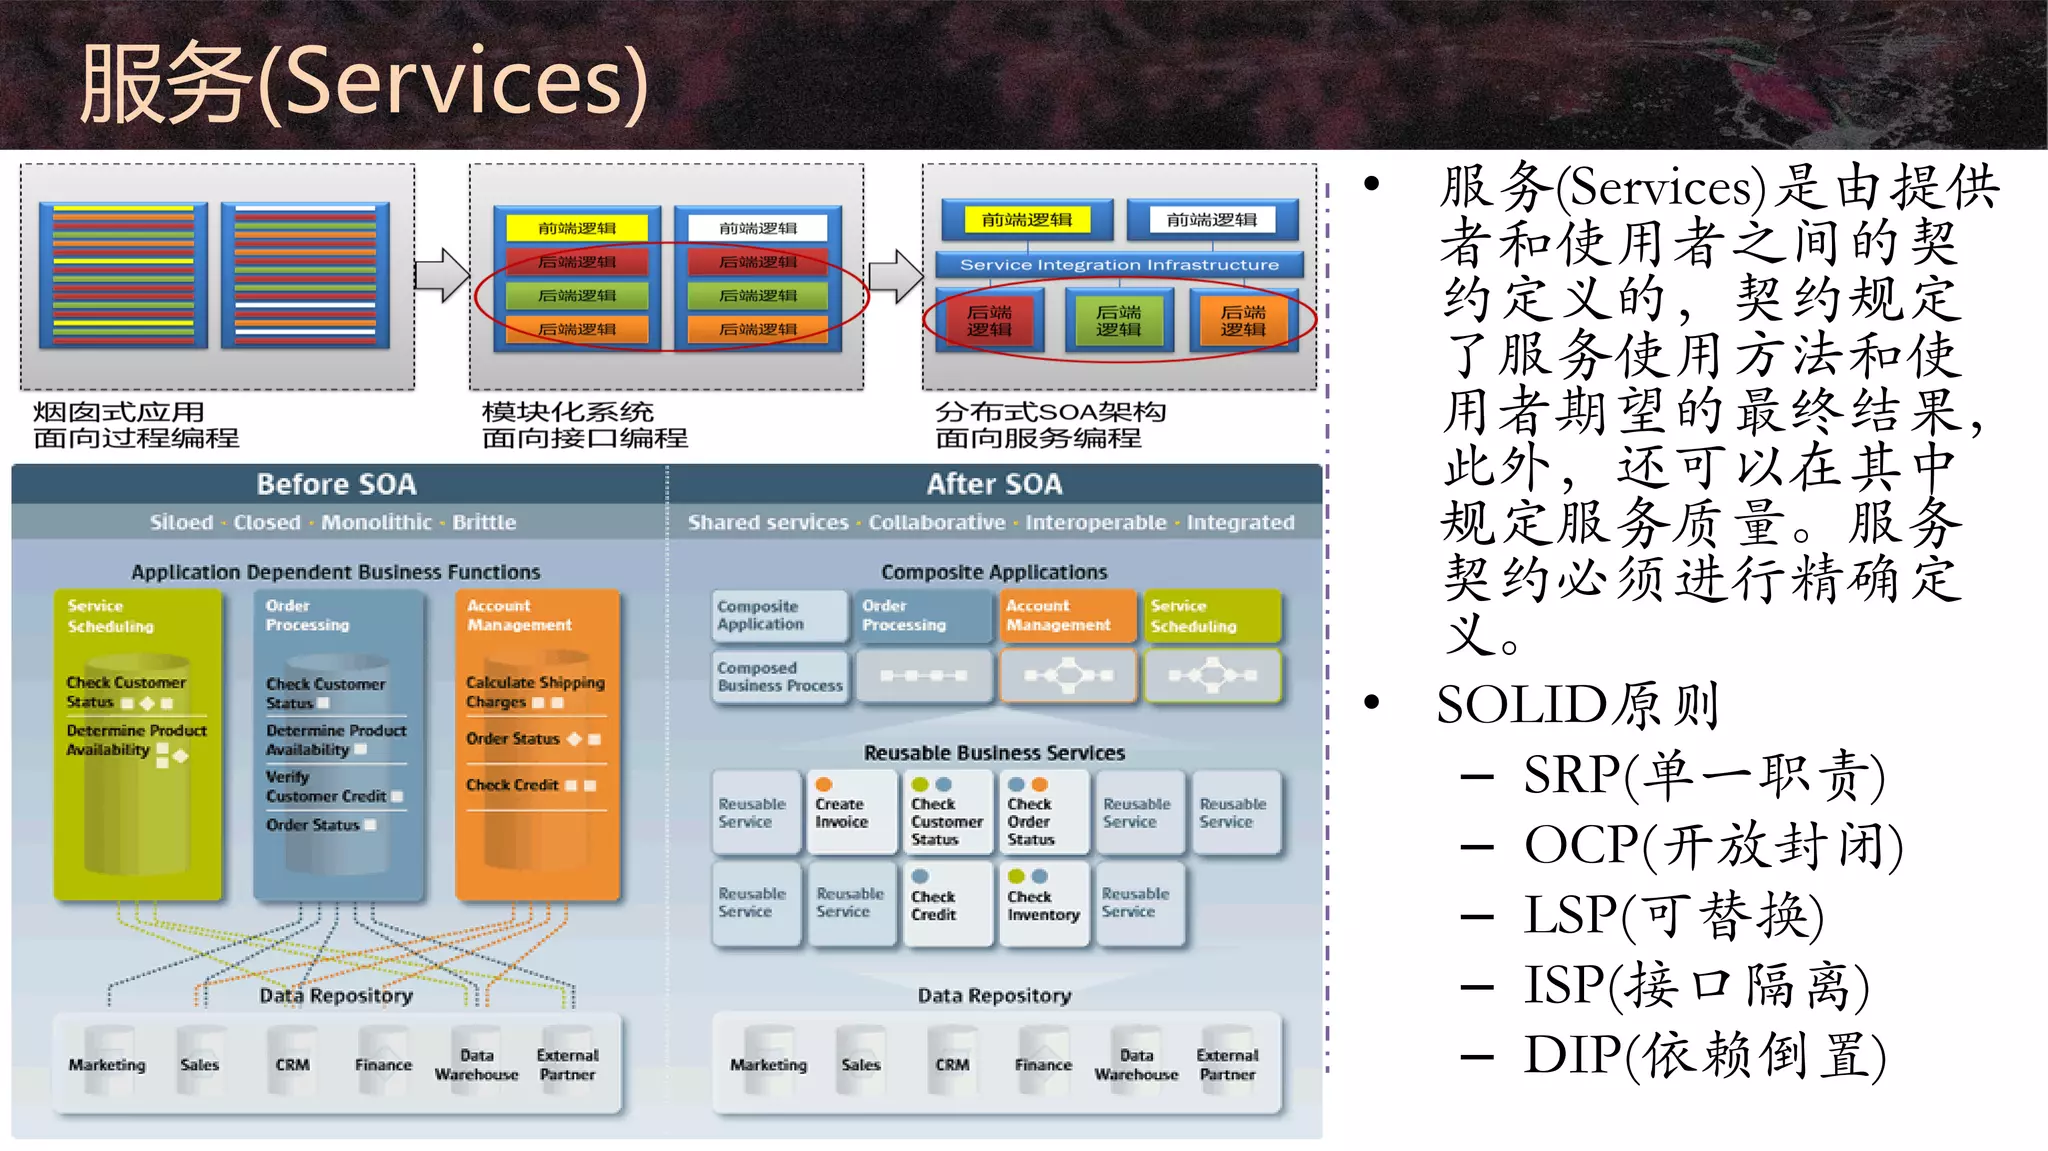 服务(Services)
前端逻辑
前端逻辑
后端逻辑
后端逻辑
后端逻辑
后端逻辑
后端逻辑
后端逻辑
前端逻辑
前端逻辑
Service Integration Infrastructure
后端
逻辑
后端
逻辑
后端
逻辑
烟囱式应用
面向过程编程
模块化系统
面向接口编程
分布式SOA架构
面向服务编程
Before SOA
Siloed · Closed · Monolithic · Brittle
Application Dependent Business Functions
Service
Scheduling
Check Customer
Status
Determine Product
Availability
Order
Processing
Check Customer
Status
Determine Product
Availability
Verify
Customer Credit
Order Status
Account
Management
Calculate Shipping
Charges
Order Status
Check Credit
Data Repository
Marketing
Sales
CRM
Finance
Data
Warehouse
External
Partner
After SOA
Shared services · Collaborative · Interoperable · Integrated
Composite Applications
Composite
Application
Order
Processing
Account
Management
Service
Scheduling
Composed
Business Process
Reusable Business Services
Reusable
Service
Create
Invoice
Check
Customer
Status
Check
Order
Status
Reusable
Service
Reusable
Service
Reusable
Service
Reusable
Service
Check
Credit
Check
Inventory
Reusable
Service
Data Repository
Marketing
Sales
CRM
Finance
Data
Warehouse
External
Partner
• 服务(Services)是由提供
者和使用者之间的契
约定义的，契约规定
了服务使用方法和使
用者期望的最终结果，
此外，还可以在其中
规定服务质量。服务
契约必须进行精确定
义。
• SOLID原则
– SRP(单一职责)
– OCP(开放封闭)
– LSP(可替换)
– ISP(接口隔离)
– DIP(依赖倒置)